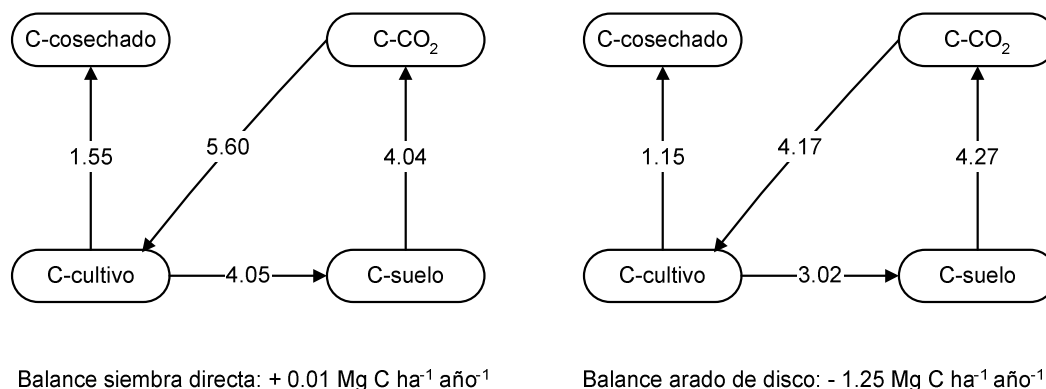 C-cosechado
C-CO₂
1.55
5.60
4.04
C-cultivo
4.05
C-suelo
Balance siembra directa: + 0.01 Mg C ha⁻¹ año⁻¹
C-cosechado
C-CO₂
1.15
4.17
4.27
C-cultivo
3.02
C-suelo
Balance arado de disco: - 1.25 Mg C ha⁻¹ año⁻¹